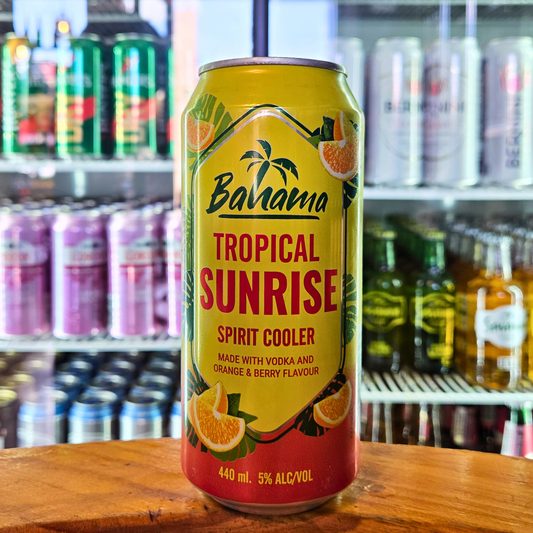 Bahama
TROPICAL
SUNRISE
SPIRIT COOLER
MADE WITH VODKA AND
ORANGE & BERRY FLAVOUR
440 ml. 5% ALC/VOL